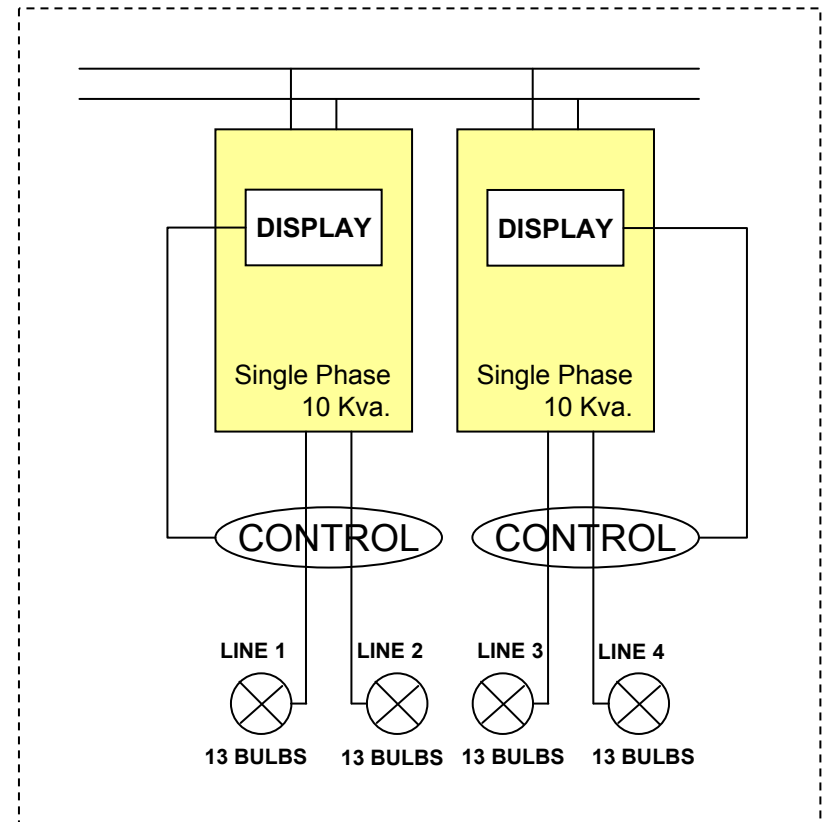 DISPLAY
DISPLAY
Single Phase
10 Kva.
Single Phase
10 Kva.
CONTROL
CONTROL
LINE 1
LINE 2
LINE 3
LINE 4
13 BULBS
13 BULBS
13 BULBS
13 BULBS